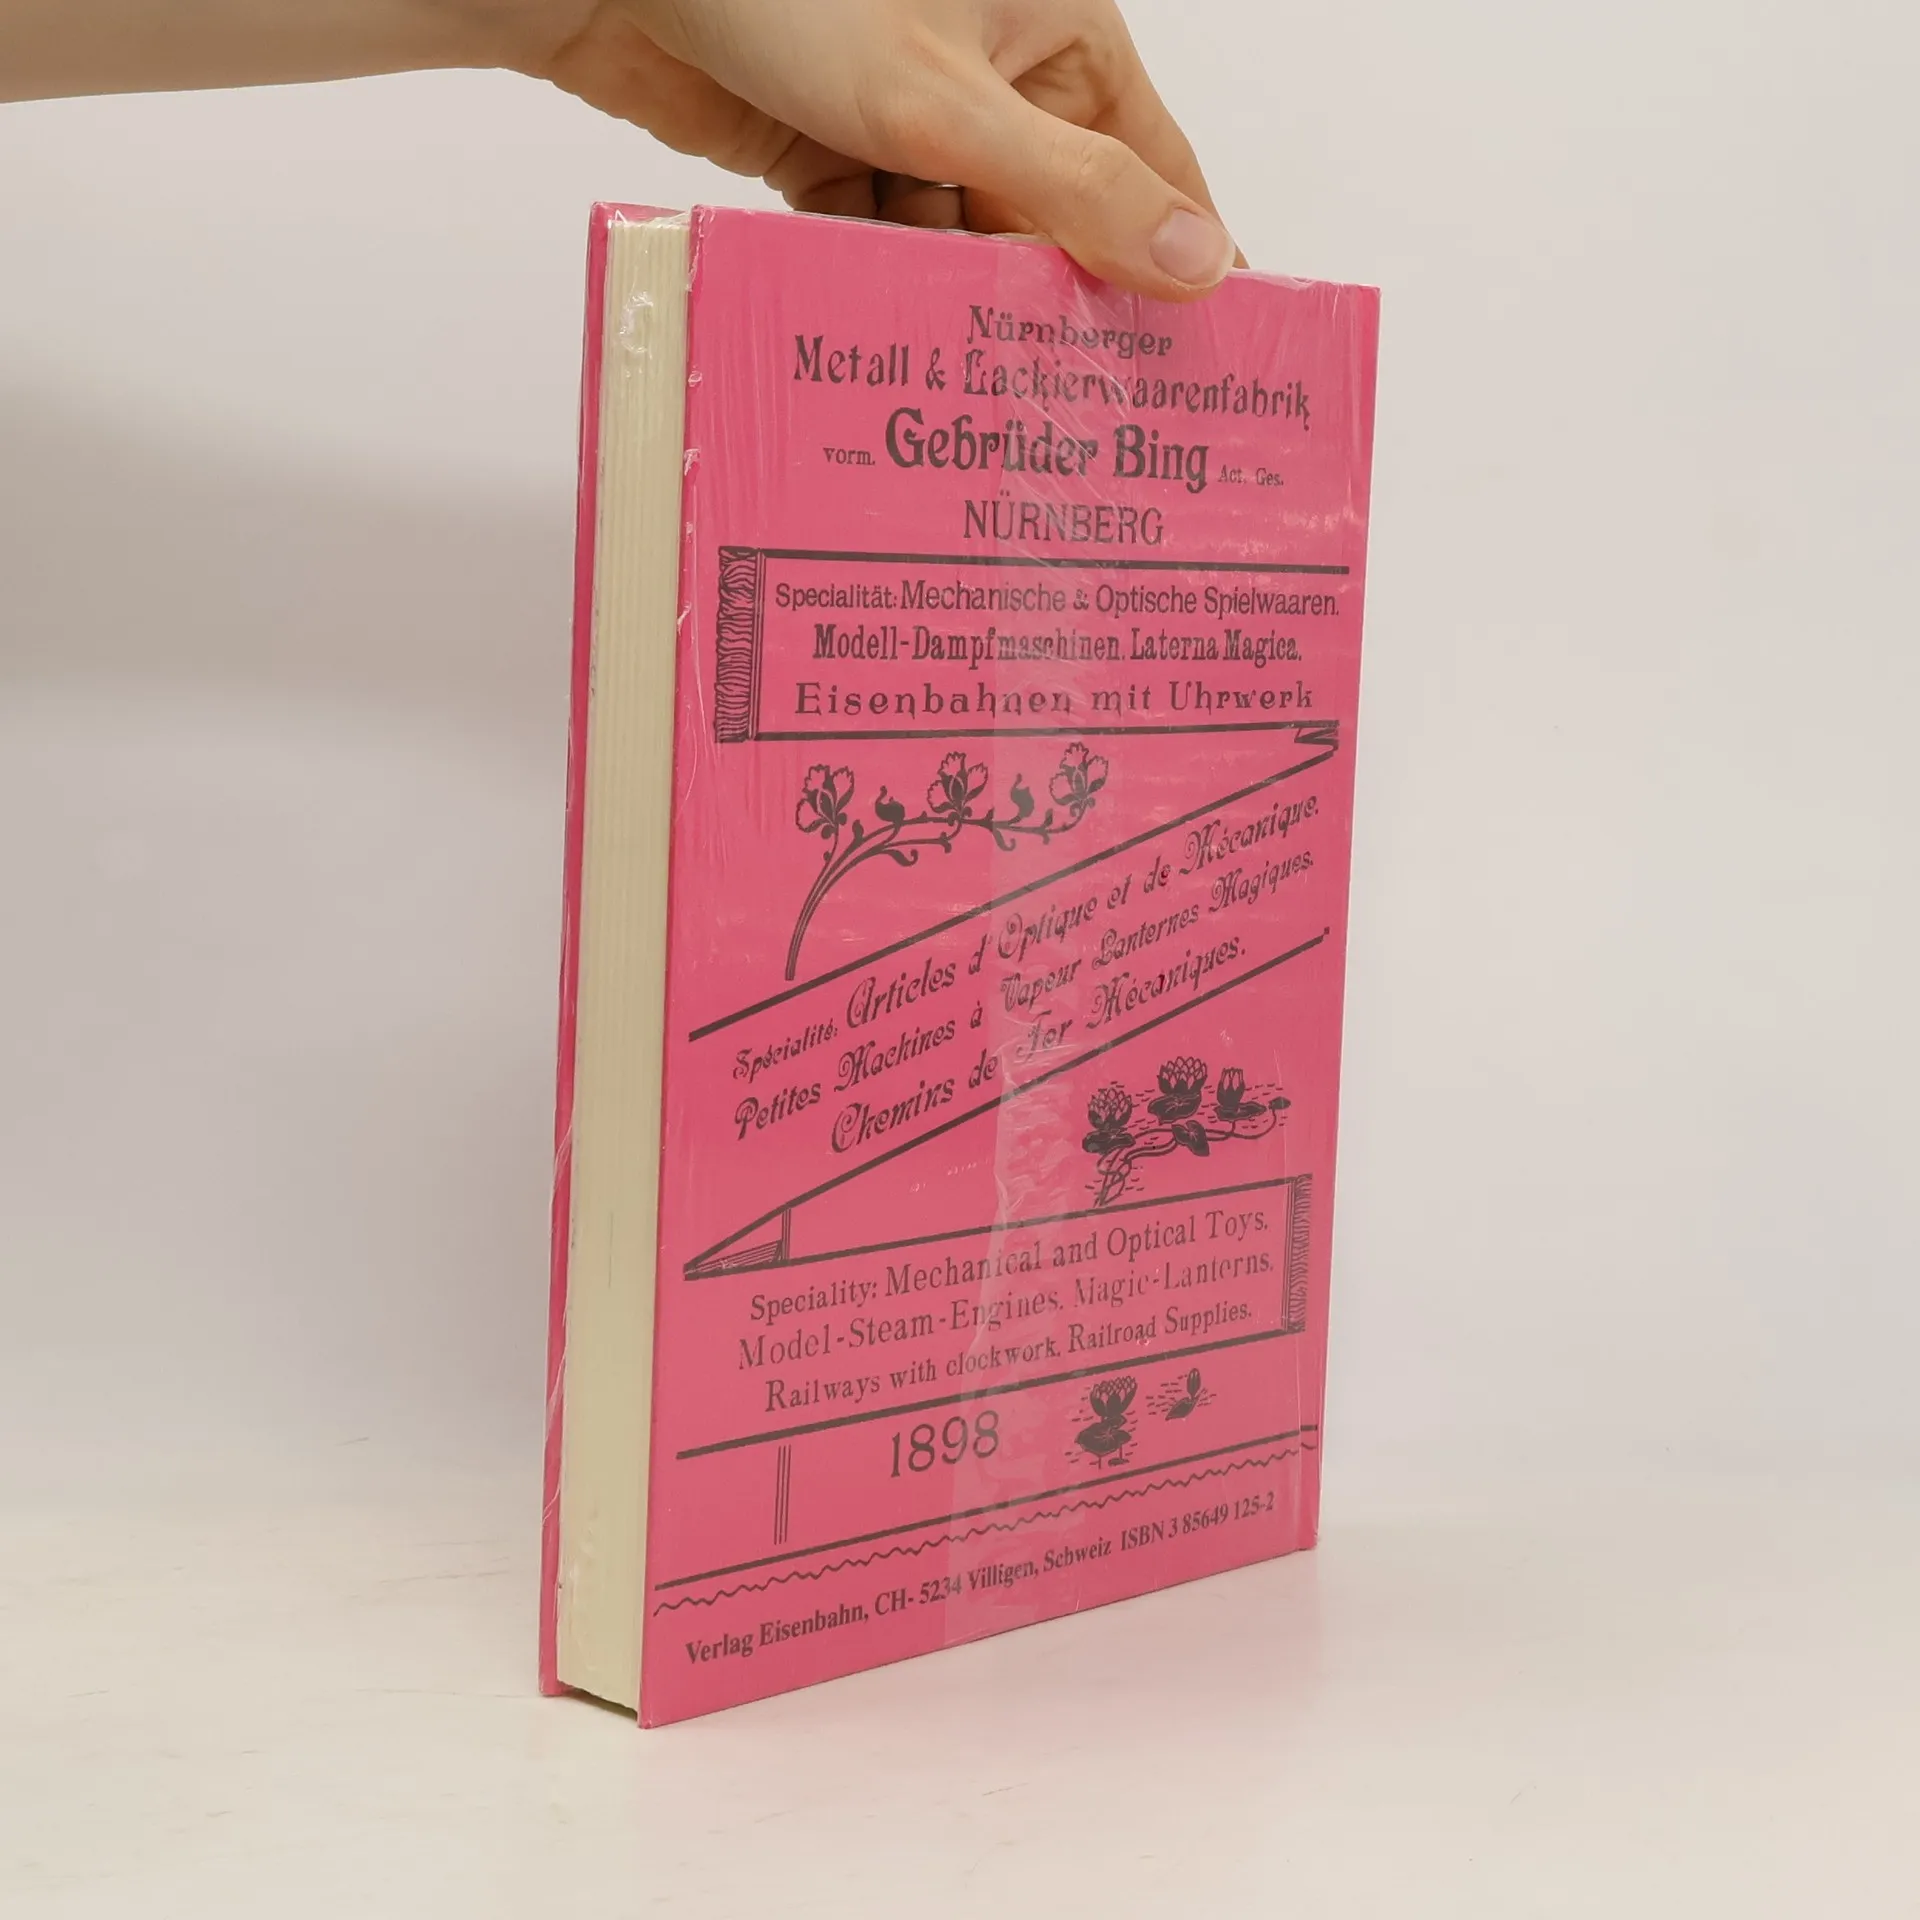 Nürnberger
Metall & Lackierwaarenfabrik
vorm. Gebrüder Bing Act. Ges.
NÜRNBERG
Specialität: Mechanische & Optische Spielwaaren.
Modell-Dampfmaschinen. Laterna Magica.
Eisenbahnen mit Uhrwerk
Spécialité: Articles d'Optique et de Mécanique.
Petites Machines à Vapeur Lanternes Magiques.
Chemins de Fer Mécaniques.
Speciality: Mechanical and Optical Toys.
Model-Steam-Engines. Magic-Lanterns.
Railways with clockwork. Railroad Supplies.
1898
Verlag Eisenbahn, CH- 5234 Villigen, Schweiz ISBN 3 85649 125-2